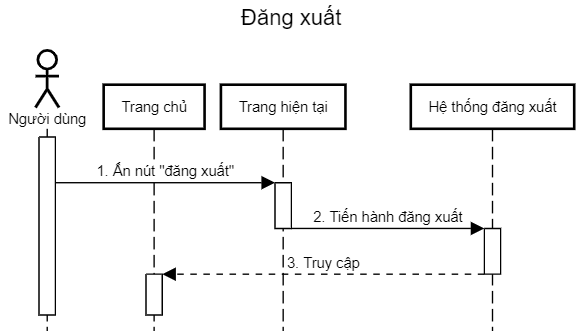 Đăng xuất
Người dùng
Trang chủ
Trang hiện tại
Hệ thống đăng xuất
1. Ấn nút "đăng xuất"
2. Tiến hành đăng xuất
3. Truy cập